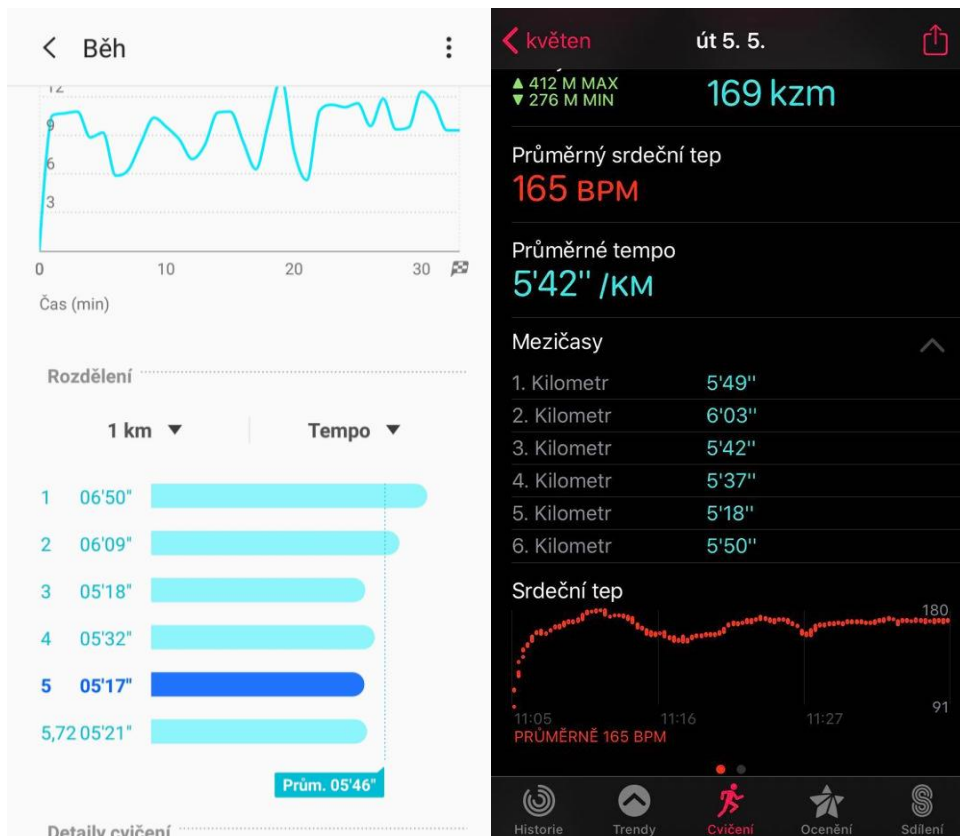 Běh
12
9
6
3
0 10 20 30
Čas (min)
Rozdělení
1 km Tempo
1 06'50"
2 06'09"
3 05'18"
4 05'32"
5 05'17"
5,72 05'21"
Prům. 05'46"
Detaily cvičení
květen út 5. 5.
412 M MAX
276 M MIN
169 kzm
Průměrný srdeční tep
165 BPM
Průměrné tempo
5'42'' /KM
Mezičasy
1. Kilometr 5'49''
2. Kilometr 6'03''
3. Kilometr 5'42''
4. Kilometr 5'37''
5. Kilometr 5'18''
6. Kilometr 5'50''
Srdeční tep
180
91
11:05 11:16 11:27
PRŮMĚRNĚ 165 BPM
Historie Trendy Cvičení Ocenění Sdílení